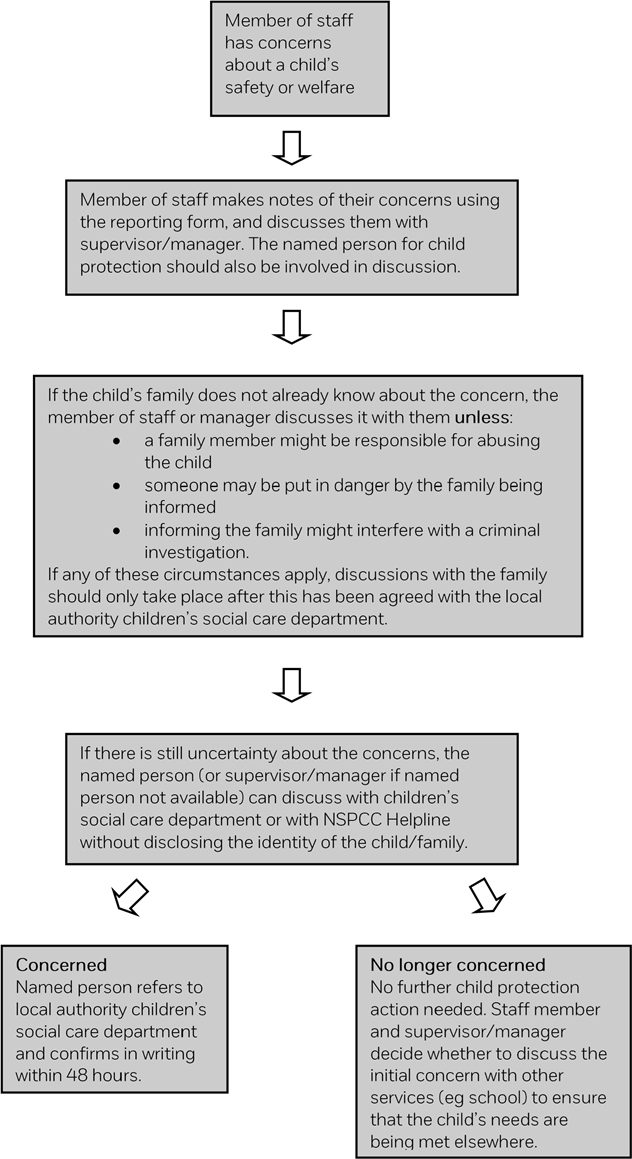 Member of staff
has concerns
about a child's
safety or welfare
Member of staff makes notes of their concerns using
the reporting form, and discusses them with
supervisor/manager. The named person for child
protection should also be involved in discussion.
If the child's family does not already know about the concern, the
member of staff or manager discusses it with them unless:
• a family member might be responsible for abusing
the child
• someone may be put in danger by the family being
informed
• informing the family might interfere with a criminal
investigation.
If any of these circumstances apply, discussions with the family
should only take place after this has been agreed with the local
authority children's social care department.
If there is still uncertainty about the concerns, the
named person (or supervisor/manager if named
person not available) can discuss with children's
social care department or with NSPCC Helpline
without disclosing the identity of the child/family.
Concerned
Named person refers to
local authority children's
social care department
and confirms in writing
within 48 hours.
No longer concerned
No further child protection
action needed. Staff member
and supervisor/manager
decide whether to discuss the
initial concern with other
services (eg school) to ensure
that the child's needs are
being met elsewhere.